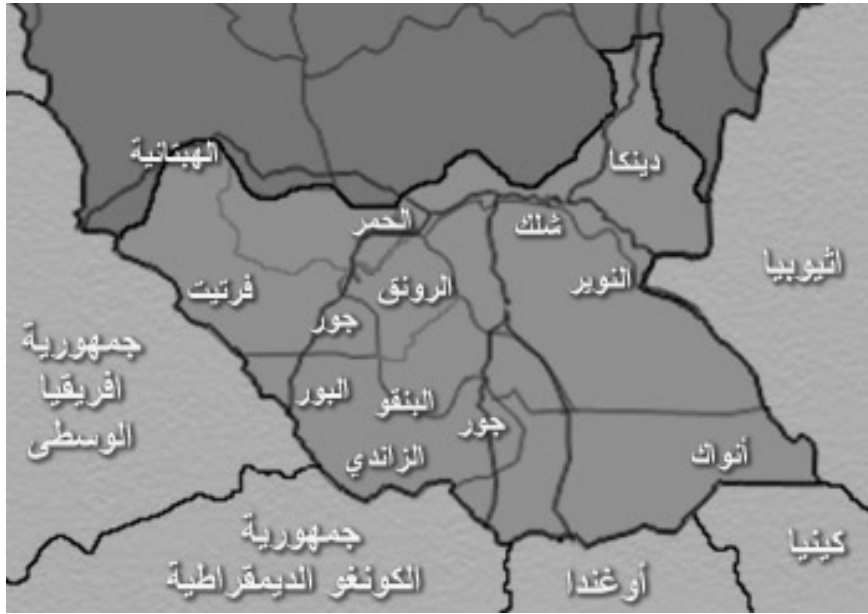 الهبتانية
دينكا
الحمر
شلك
فرتيت
الرونق
النوير
اثيوبيا
جور
جمهورية
افريقيا
الوسطى
البور
البنقو
جور
الزاندي
أنواك
جمهورية
الكونغو الديمقراطية
أوغندا
كينيا